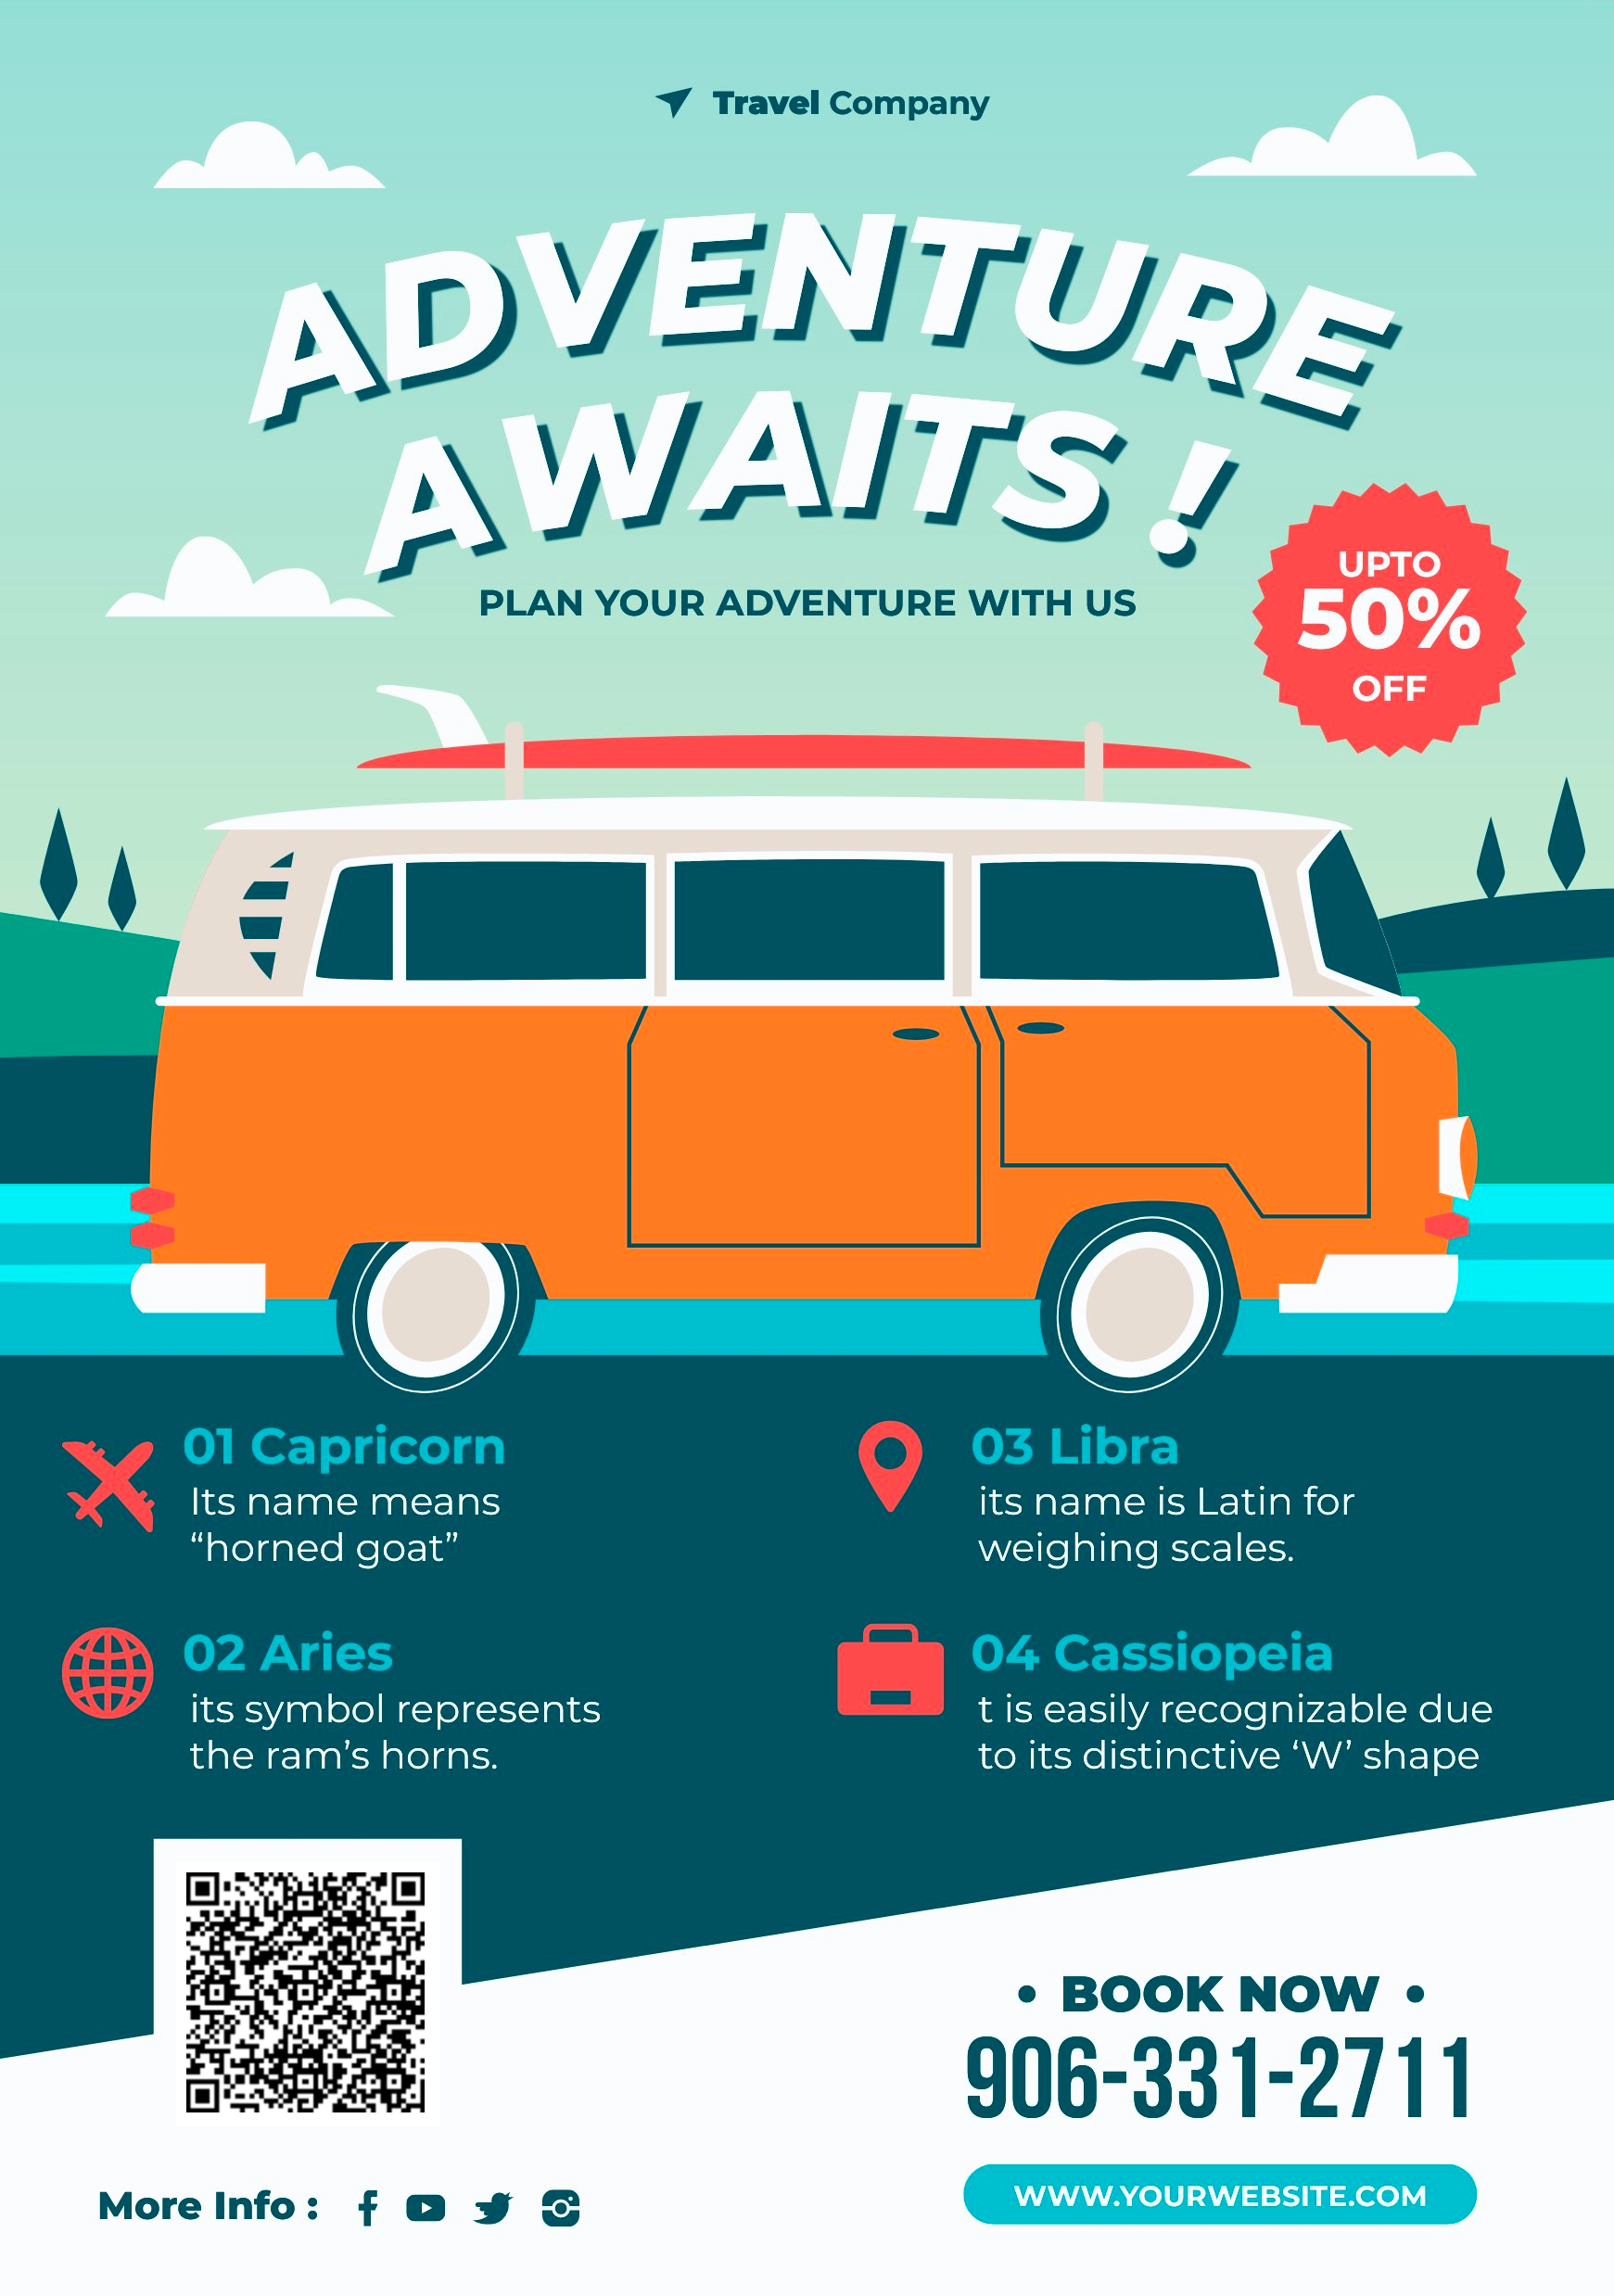 Travel Company
ADVENTURE
AWAITS !
PLAN YOUR ADVENTURE WITH US
UPTO
50%
OFF
01 Capricorn
Its name means
“horned goat”
02 Aries
its symbol represents
the ram’s horns.
03 Libra
its name is Latin for
weighing scales.
04 Cassiopeia
t is easily recognizable due
to its distinctive ‘W’ shape
• BOOK NOW •
906-331-2711
WWW.YOURWEBSITE.COM
More Info :